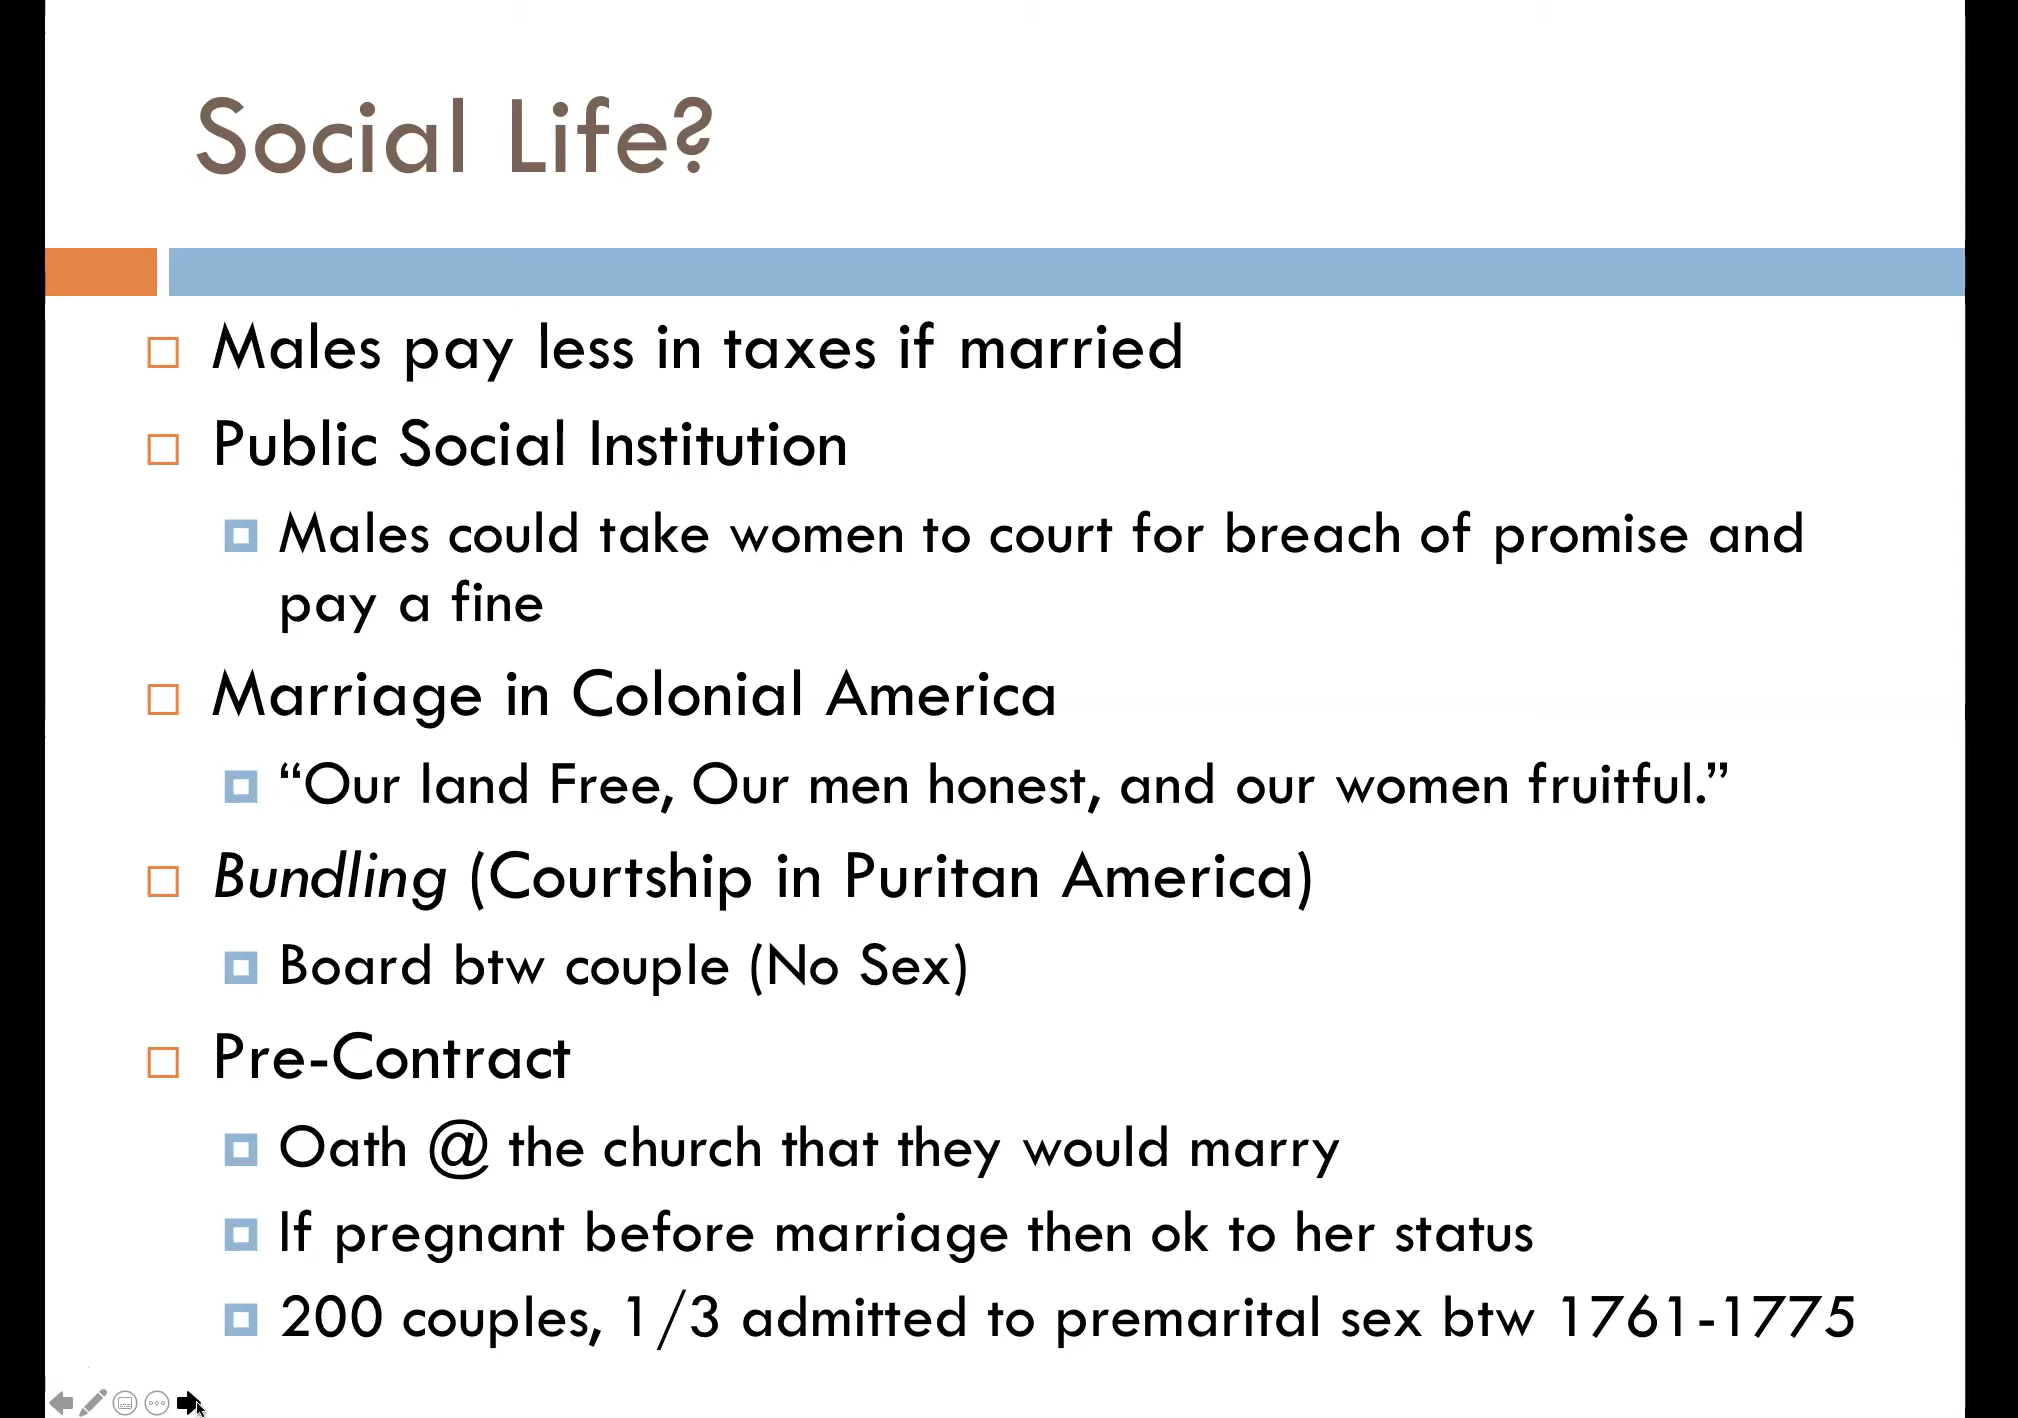 Social Life?
Males pay less in taxes if married
Public Social Institution
Males could take women to court for breach of promise and
pay a fine
Marriage in Colonial America
“Our land Free, Our men honest, and our women fruitful.”
Bundling (Courtship in Puritan America)
Board btw couple (No Sex)
Pre-Contract
Oath @ the church that they would marry
If pregnant before marriage then ok to her status
200 couples, 1/3 admitted to premarital sex btw 1761-1775